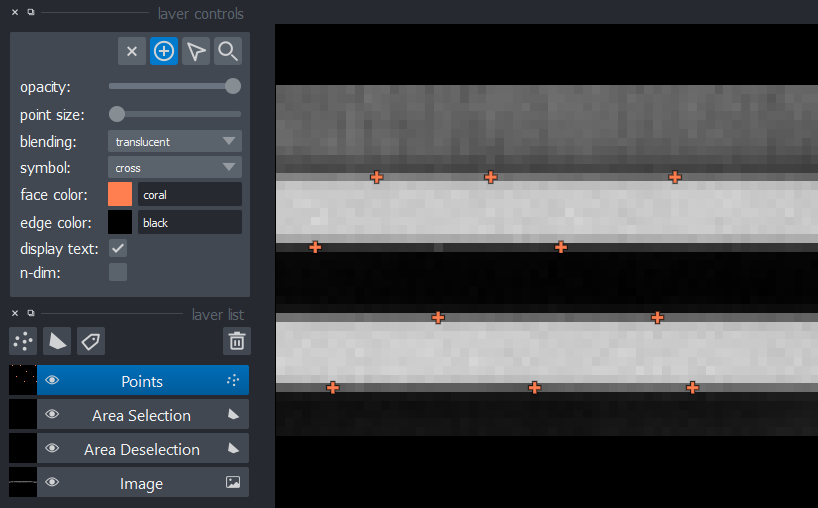 layer controls
opacity:
point size:
blending: translucent
symbol: cross
face color: coral
edge color: black
display text:
n-dim:
layer list
Points
Area Selection
Area Deselection
Image